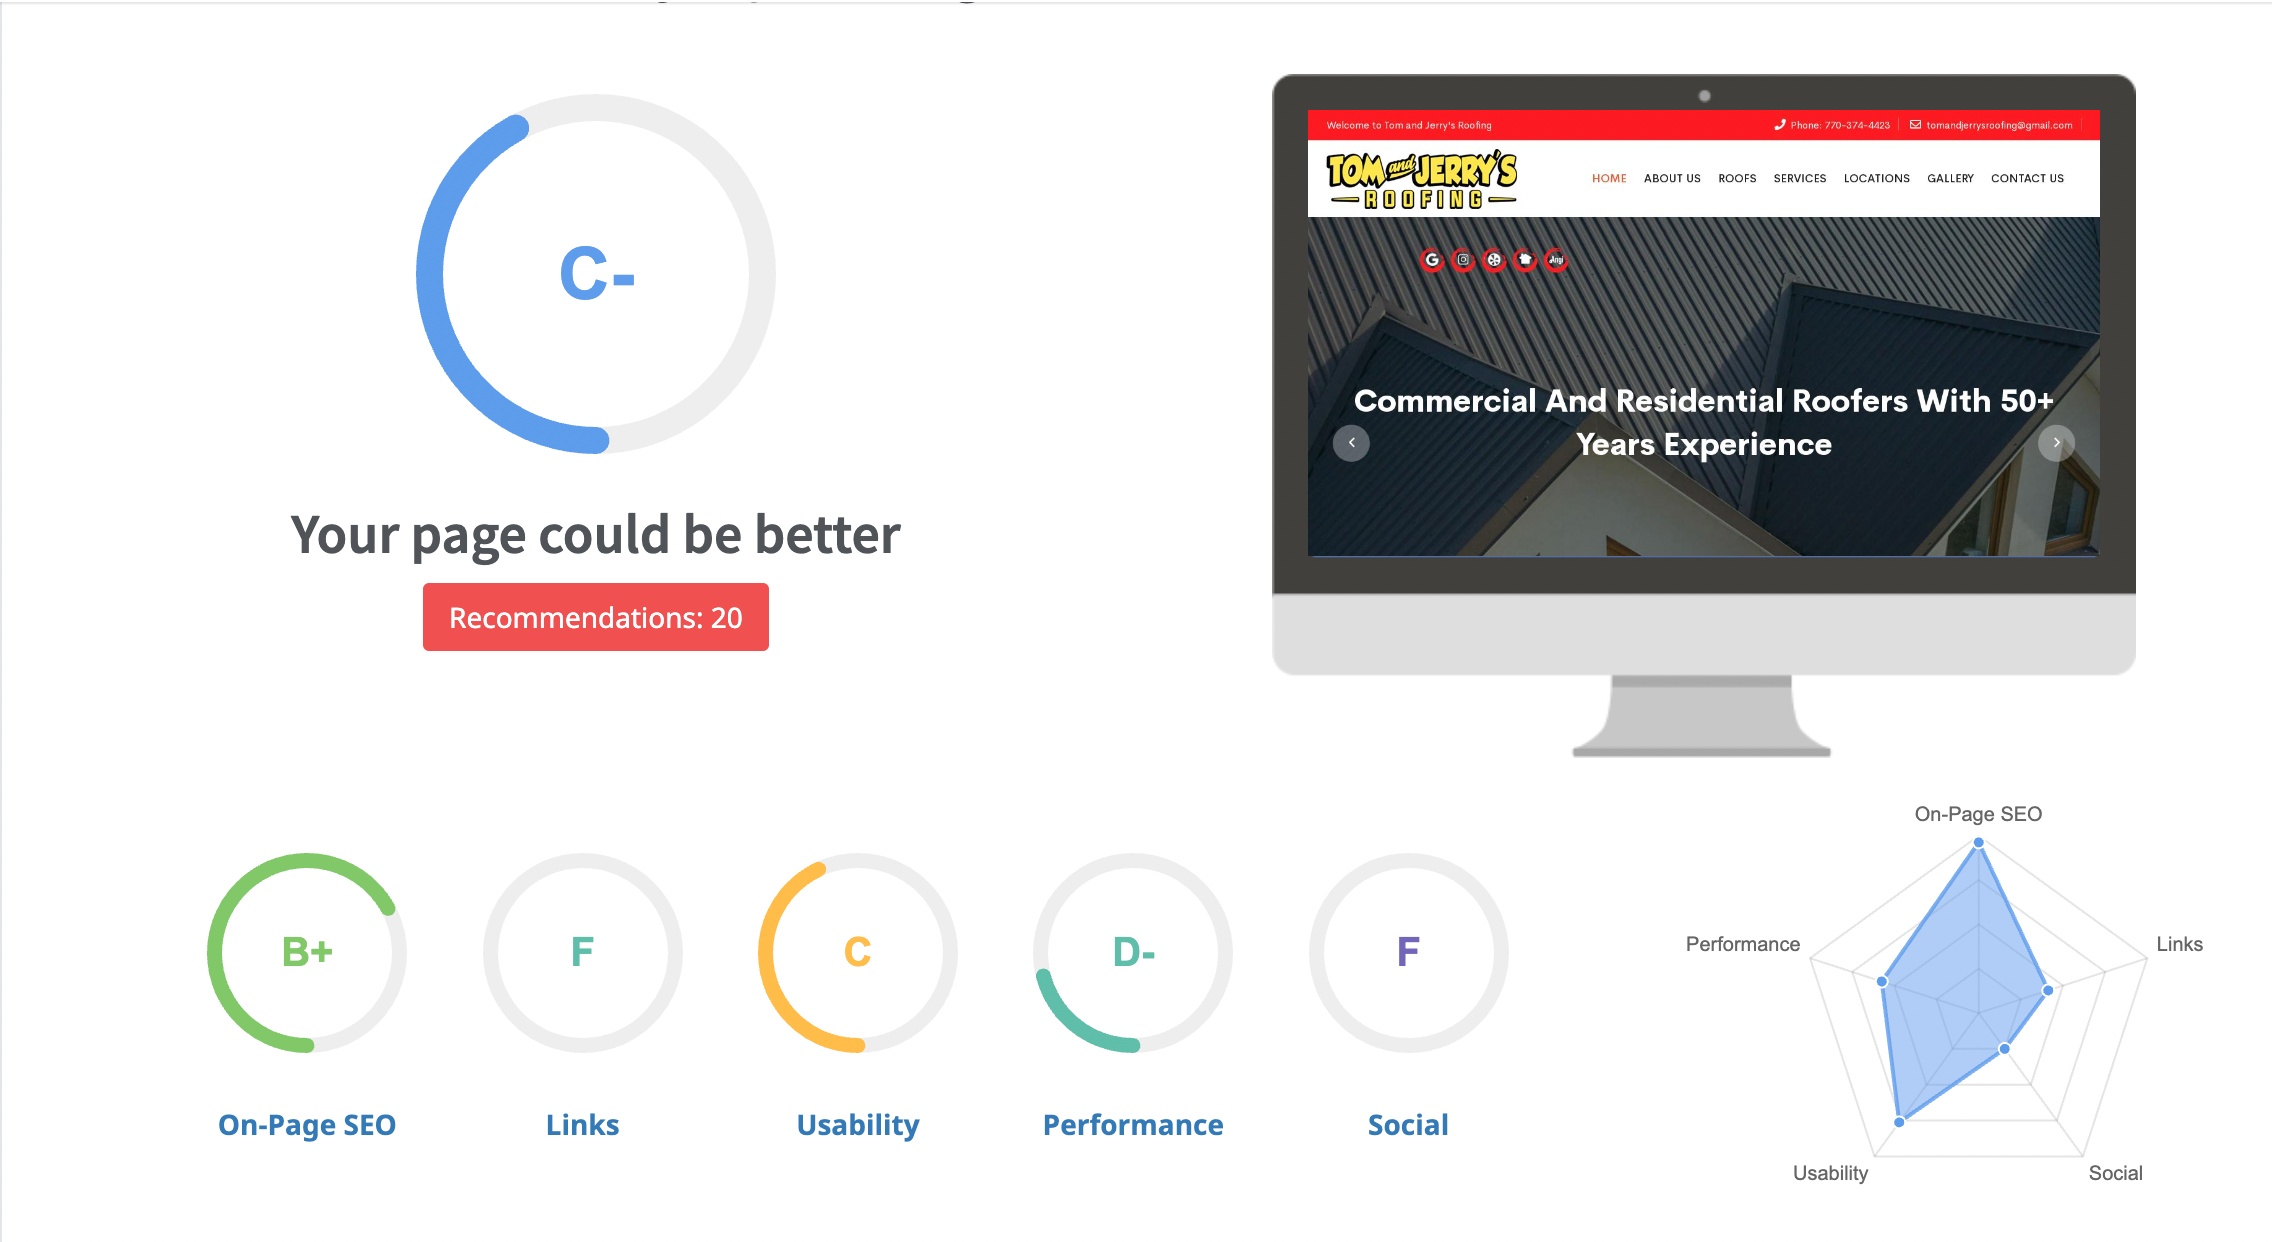 C-
Your page could be better
Recommendations: 20
Welcome to Tom and Jerry's Roofing
Phone: 770-374-4423
tomandjerrysroofing@gmail.com
TOM and JERRY'S
ROOFING
HOME ABOUT US ROOFS SERVICES LOCATIONS GALLERY CONTACT US
G
Angi
Commercial And Residential Roofers With 50+
Years Experience
B+
On-Page SEO
F
Links
C
Usability
D-
Performance
F
Social
On-Page SEO
Performance
Links
Usability
Social